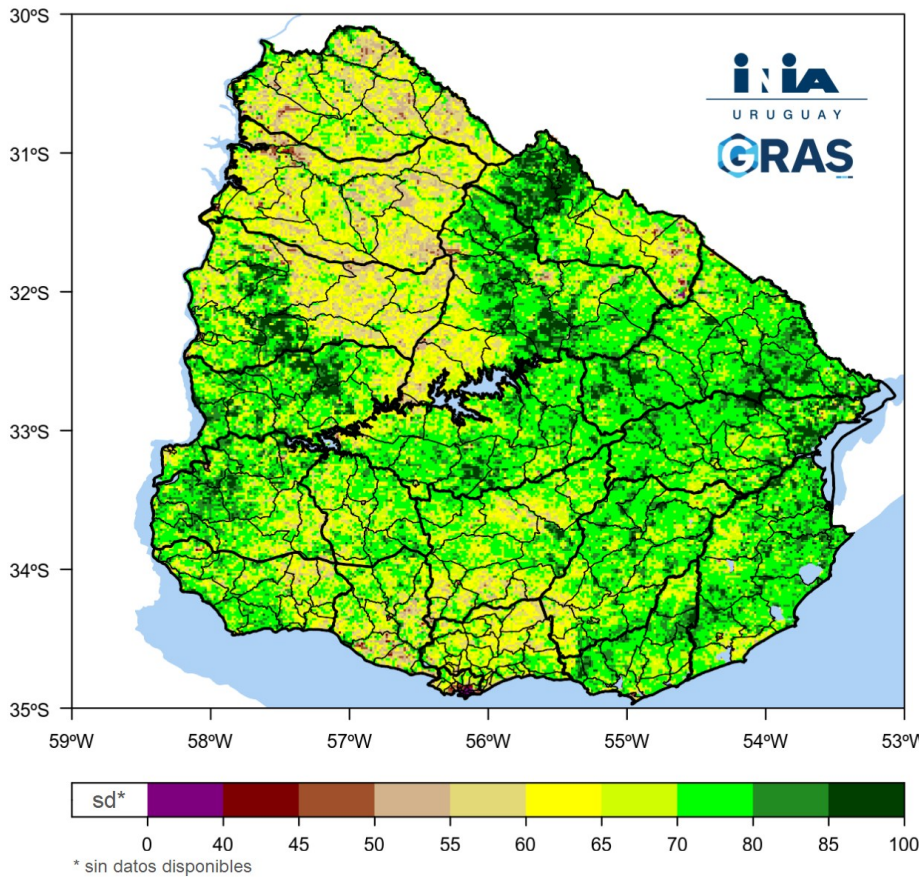 30ºS
31ºS
32ºS
33ºS
34ºS
35ºS
iNiA
URUGUAY
GRAS
59ºW 58ºW 57ºW 56ºW 55ºW 54ºW 53ºW
sd*
0 40 45 50 55 60 65 70 80 85 100
* sin datos disponibles